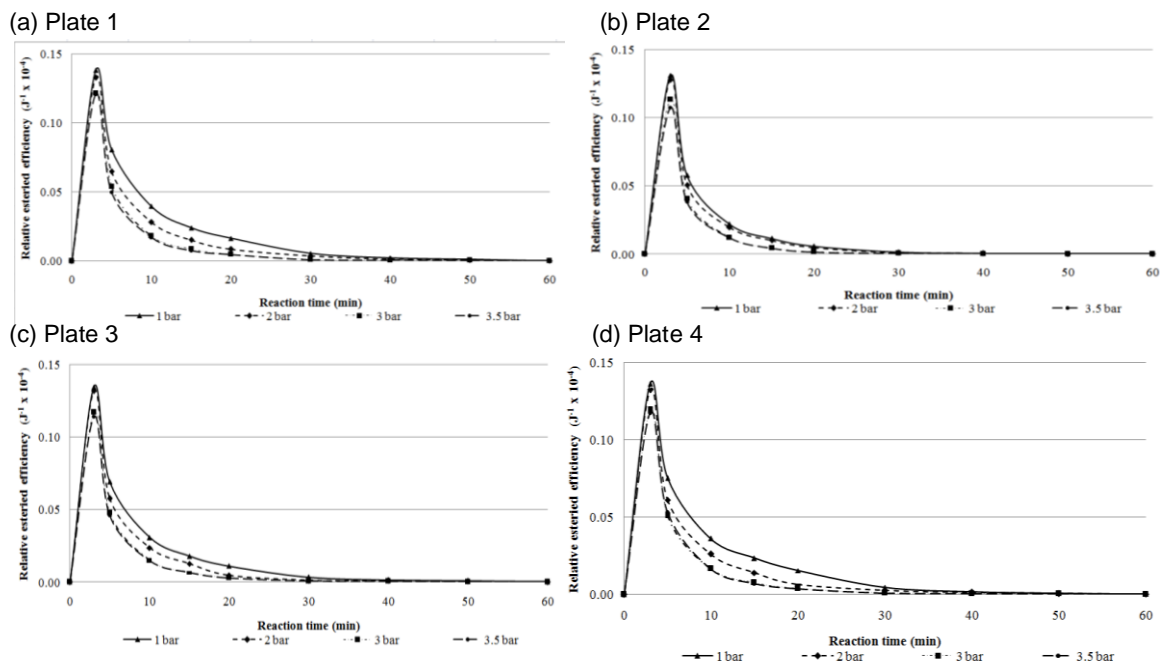 (a) Plate 1
Relative esteried efficiency (J⁻¹ x 10⁻⁴)
0.15
0.10
0.05
0.00
0 10 20 30 40 50 60
Reaction time (min)
1 bar 2 bar 3 bar 3.5 bar
(b) Plate 2
Relative esteried efficiency (J⁻¹ x 10⁻⁴)
0.15
0.10
0.05
0.00
0 10 20 30 40 50 60
Reaction time (min)
1 bar 2 bar 3 bar 3.5 bar
(c) Plate 3
Relative esteried efficiency (J⁻¹ x 10⁻⁴)
0.15
0.10
0.05
0.00
0 10 20 30 40 50 60
Reaction time (min)
1 bar 2 bar 3 bar 3.5 bar
(d) Plate 4
Relative esteried efficiency (J⁻¹ x 10⁻⁴)
0.15
0.10
0.05
0.00
0 10 20 30 40 50 60
Reaction time (min)
1 bar 2 bar 3 bar 3.5 bar